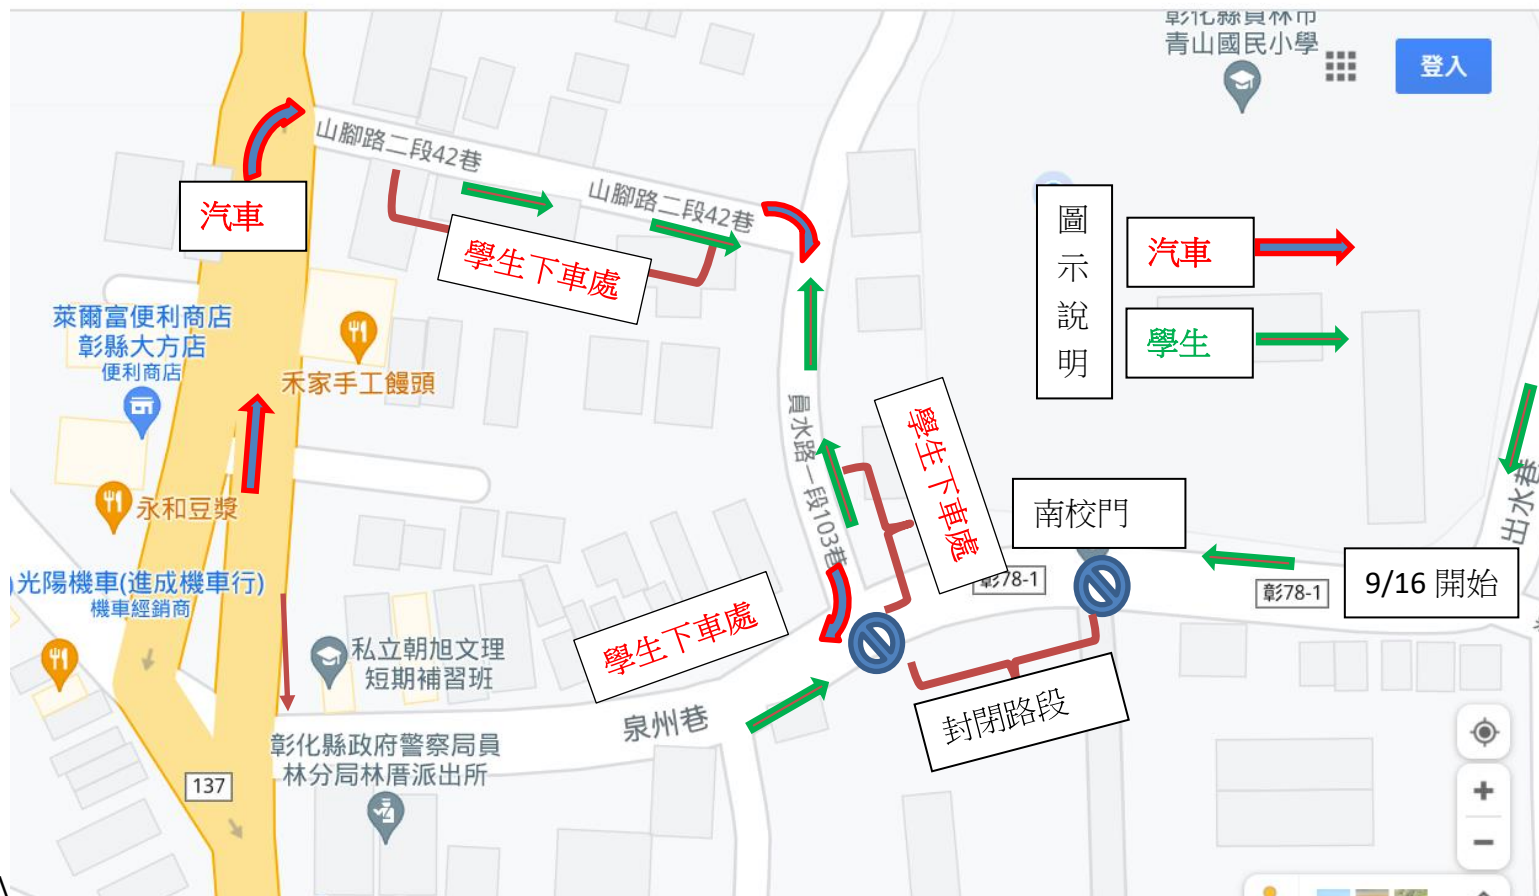 彰化縣員林市
青山國民小學
登入
山腳路二段42巷
山腳路二段42巷
汽車
學生下車處
圖示說明
汽車
學生
萊爾富便利商店
彰縣大方店
便利商店
禾家手工饅頭
員水路一段103巷
學生下車處
永和豆漿
南校門
出水巷
光陽機車(進成機車行)
機車經銷商
彰78-1
彰78-1
9/16 開始
學生下車處
私立朝旭文理
短期補習班
泉州巷
封閉路段
彰化縣政府警察局員
林分局林厝派出所
137